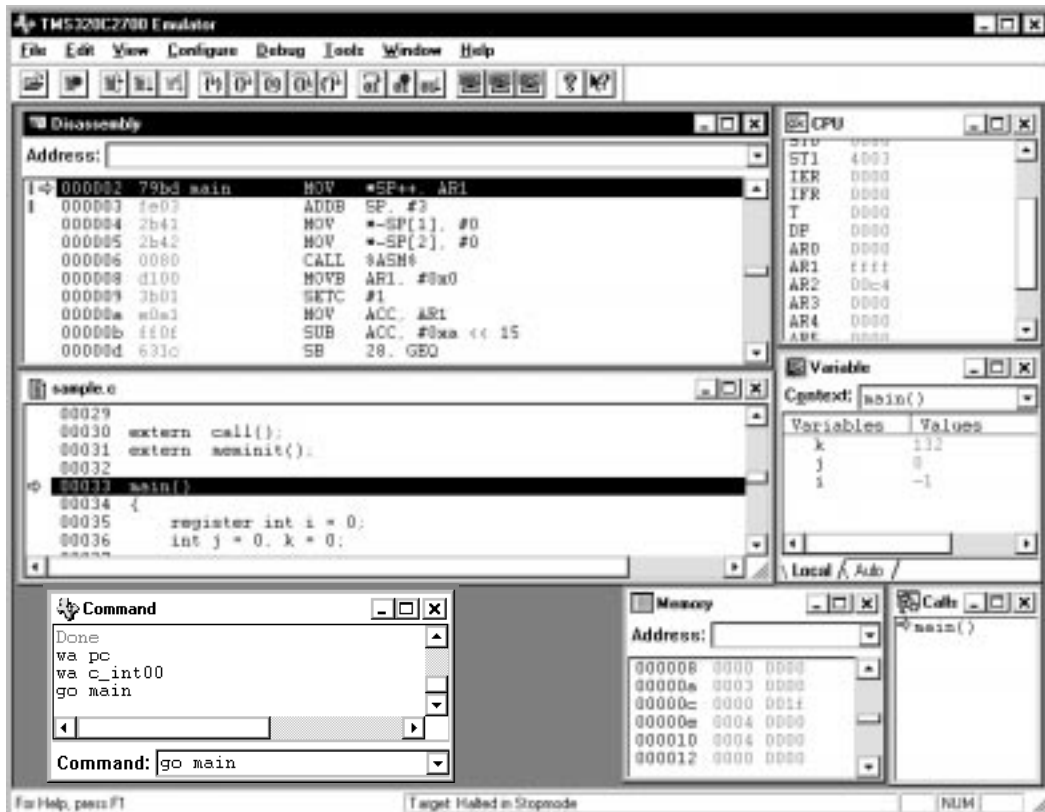 TMS320C2700 Emulator
File Edit View Configure Debug Tools Window Help
Disassembly
Address:
000002 79bd main MOV *SP++, AR1
000003 fe03 ADDB SP, #3
000004 2b41 MOV *-SP[1], #0
000005 2b42 MOV *-SP[2], #0
000006 0080 CALL $ASM$
000008 d100 MOVB AR1, #0x0
000009 3b01 SETC #1
00000a a0a1 MOV ACC, AR1
00000b ff0f SUB ACC, #0xa << 15
00000d 631c SB 28, GEQ
CPU
ST0 0000
ST1 4003
IER 0000
IFR 0000
T 0000
DP 0000
AR0 0000
AR1 ffff
AR2 00c4
AR3 0000
AR4 0000
AR5 0000
sample.c
00029
00030 extern call();
00031 extern meminit();
00032
00033 main()
00034 {
00035 register int i = 0;
00036 int j = 0, k = 0;
00037
Variable
Context: main()
Variables Values
k 132
j 0
i -1
Local Auto
Command
Done
wa pc
wa c_int00
go main
Command: go main
Memory
Address:
000008 0000 0000
00000a 0003 0000
00000c 0000 001f
00000e 0004 0000
000010 0004 0000
000012 0000 0000
Calls
main()
For Help, press F1
Target: Halted in Stopmode
NUM